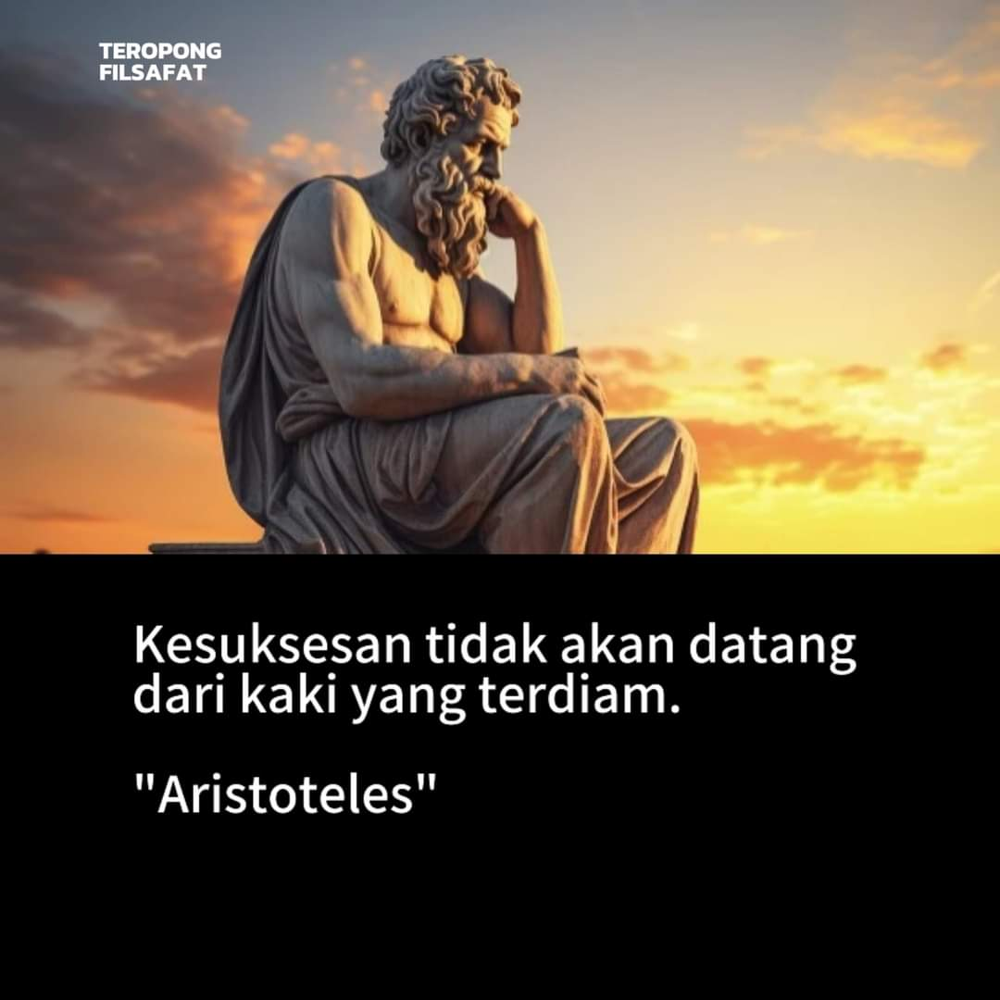 TEROPONG
FILSAFAT
Kesuksesan tidak akan datang
dari kaki yang terdiam.
"Aristoteles"